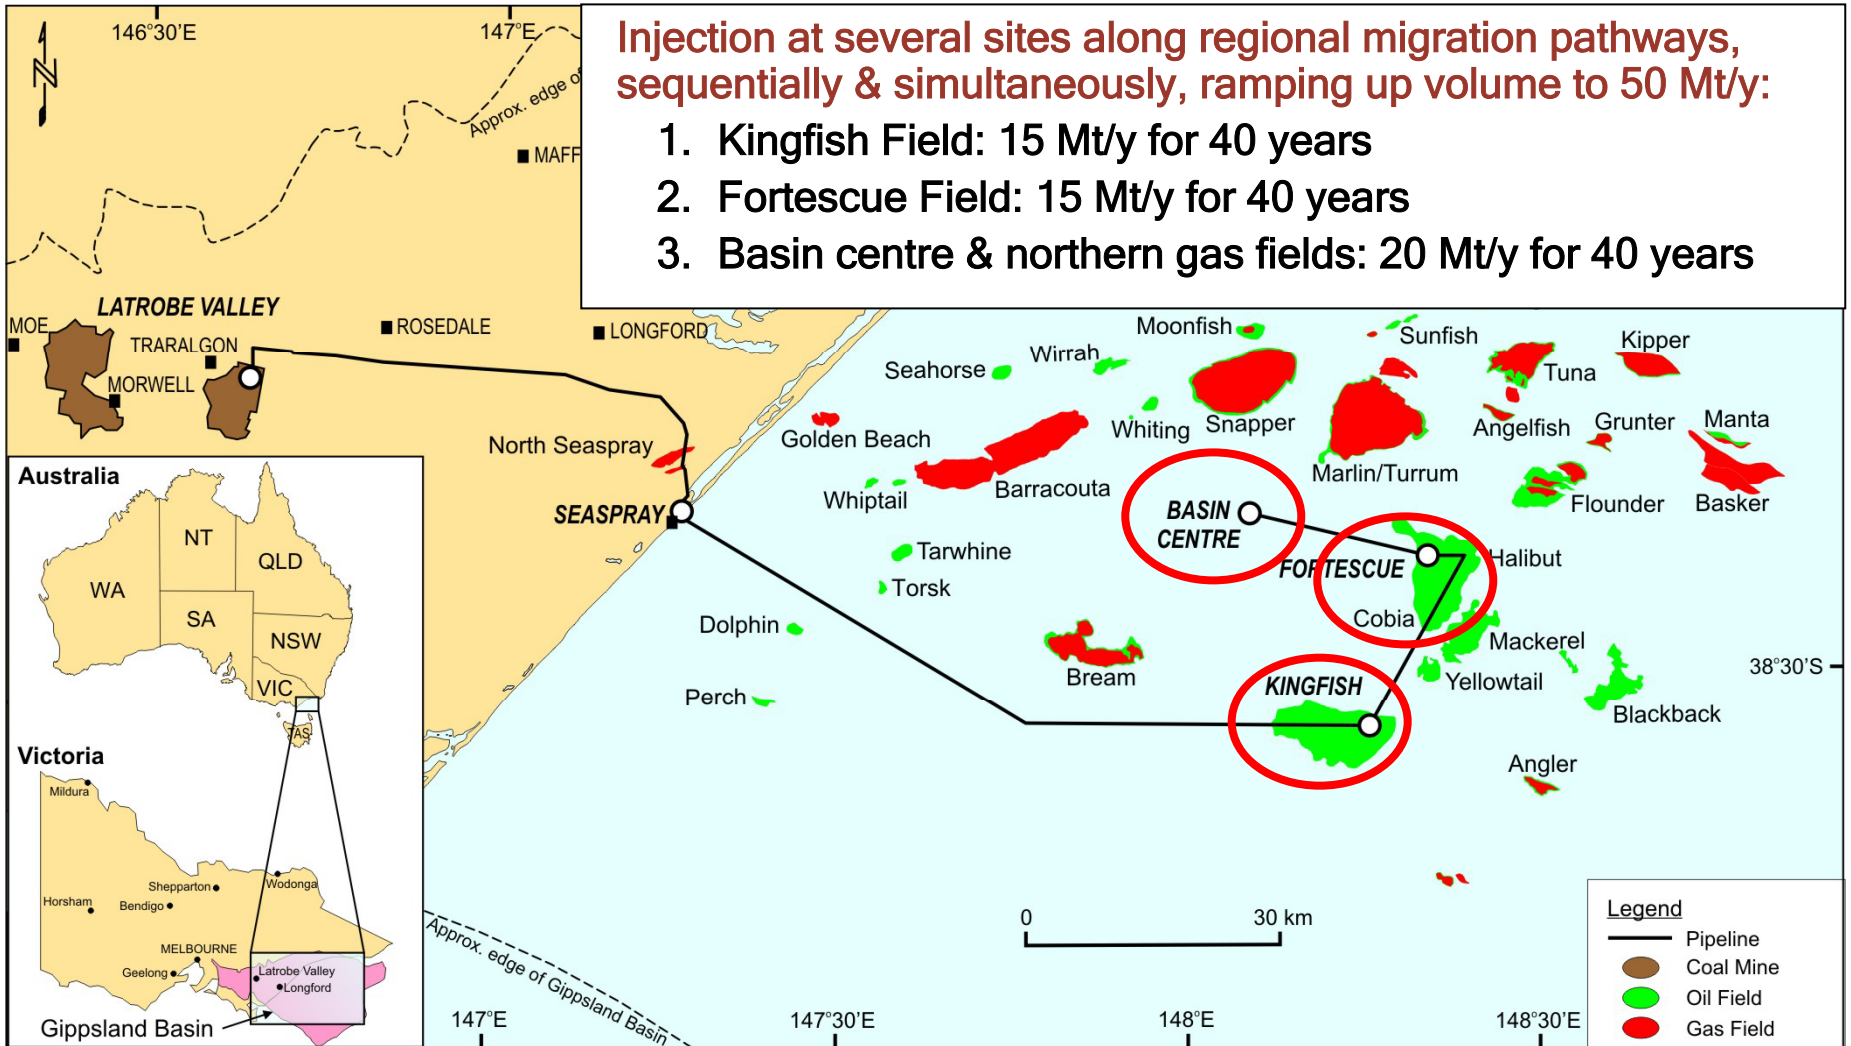 146°30'E
147°E
Injection at several sites along regional migration pathways,
sequentially & simultaneously, ramping up volume to 50 Mt/y:
1. Kingfish Field: 15 Mt/y for 40 years
2. Fortescue Field: 15 Mt/y for 40 years
3. Basin centre & northern gas fields: 20 Mt/y for 40 years
N
Approx. edge of
MAFF
LATROBE VALLEY
MOE
ROSEDALE
LONGFORD
TRARALGON
MORWELL
Moonfish
Sunfish
Kipper
Seahorse
Wirrah
Tuna
North Seaspray
Golden Beach
Whiting
Snapper
Angelfish
Grunter
Manta
Marlin/Turrum
Whiptail
Barracouta
Flounder
Basker
SEASPRAY
BASIN
CENTRE
Tarwhine
FORTESCUE
Halibut
Torsk
Cobia
Dolphin
Mackerel
38°30'S
Bream
KINGFISH
Yellowtail
Perch
Blackback
Angler
Australia
NT
QLD
WA
SA
NSW
VIC
TAS
Victoria
Mildura
Shepparton
Wodonga
Horsham
Bendigo
MELBOURNE
Geelong
Latrobe Valley
Longford
Gippsland Basin
Approx. edge of Gippsland Basin
0
30 km
Legend
Pipeline
Coal Mine
Oil Field
Gas Field
147°E
147°30'E
148°E
148°30'E